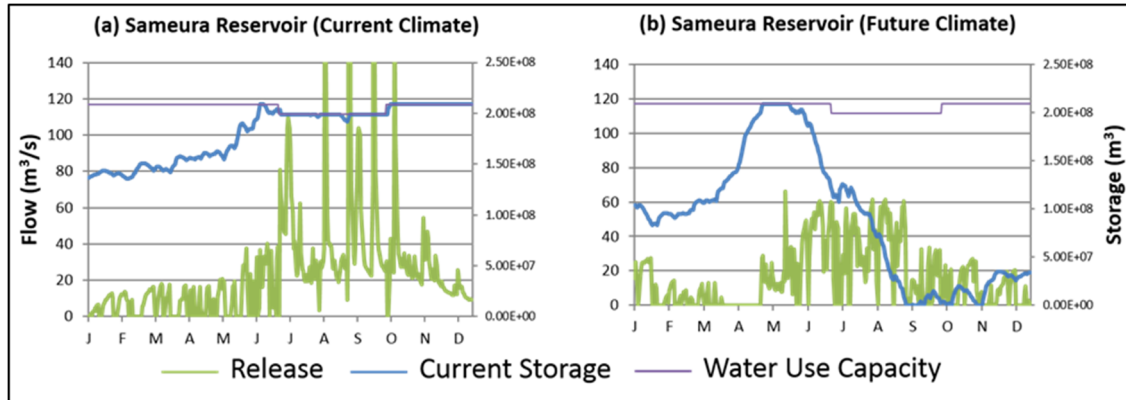 (a) Sameura Reservoir (Current Climate)
140
120
100
80
60
40
20
0
Flow (m³/s)
2.50E+08
2.00E+08
1.50E+08
1.00E+08
5.00E+07
0.00E+00
J F M A M J J A S O N D
(b) Sameura Reservoir (Future Climate)
140
120
100
80
60
40
20
0
2.50E+08
2.00E+08
1.50E+08
1.00E+08
5.00E+07
0.00E+00
Storage (m³)
J F M A M J J A S O N D
Release Current Storage Water Use Capacity